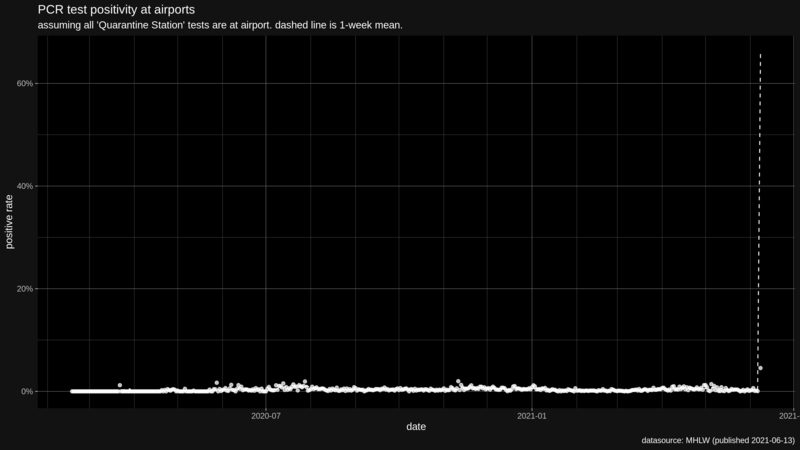 PCR test positivity at airports
assuming all 'Quarantine Station' tests are at airport. dashed line is 1-week mean.
60%
40%
20%
0%
positive rate
2020-07
2021-01
2021-
date
datasource: MHLW (published 2021-06-13)